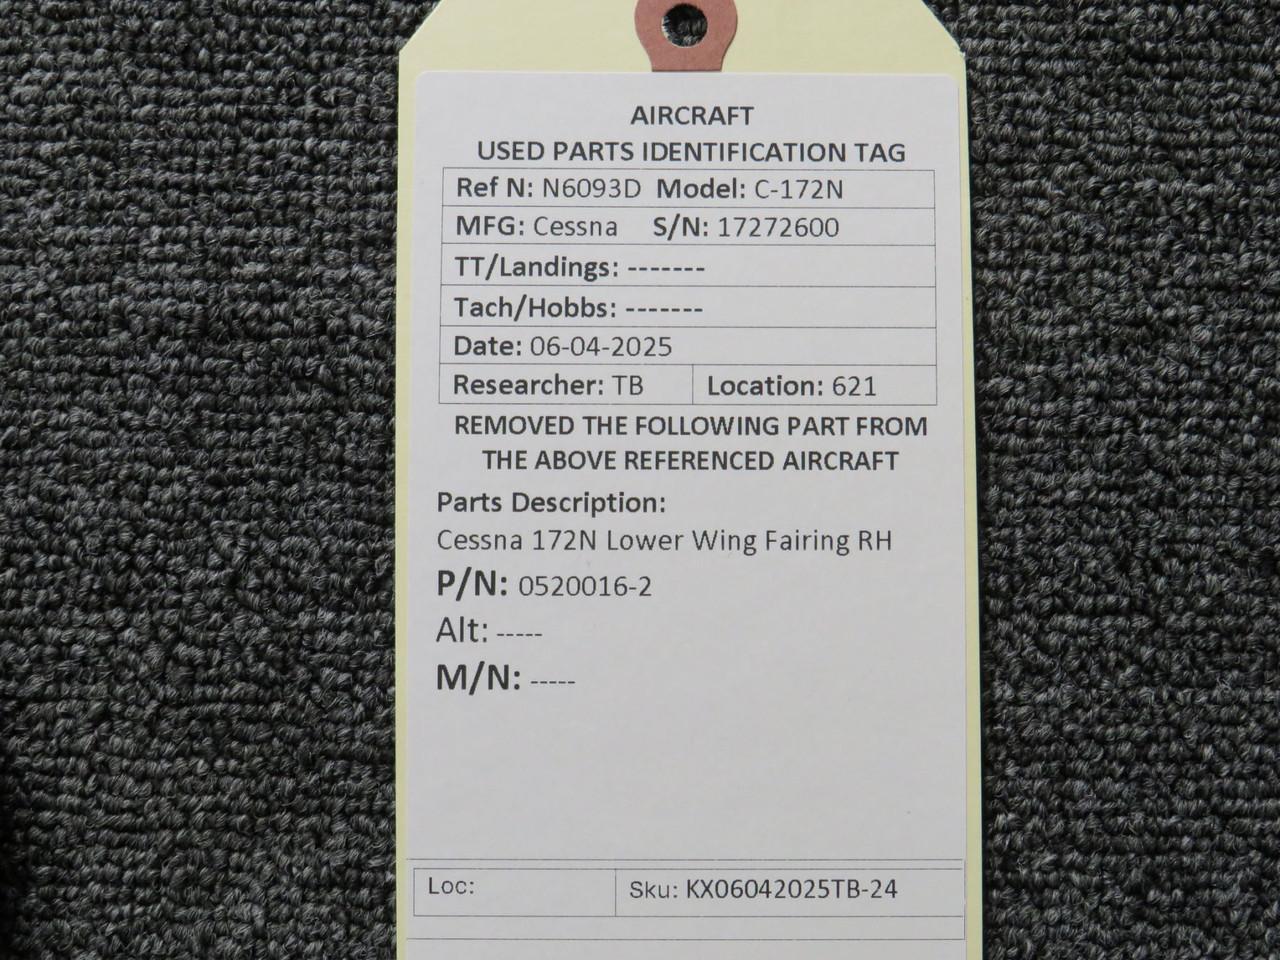 AIRCRAFT
USED PARTS IDENTIFICATION TAG
Ref N: N6093D Model: C-172N
MFG: Cessna S/N: 17272600
TT/Landings: -------
Tach/Hobbs: -------
Date: 06-04-2025
Researcher: TB Location: 621
REMOVED THE FOLLOWING PART FROM
THE ABOVE REFERENCED AIRCRAFT
Parts Description:
Cessna 172N Lower Wing Fairing RH
P/N: 0520016-2
Alt: -----
M/N: -----
Loc: Sku: KX06042025TB-24